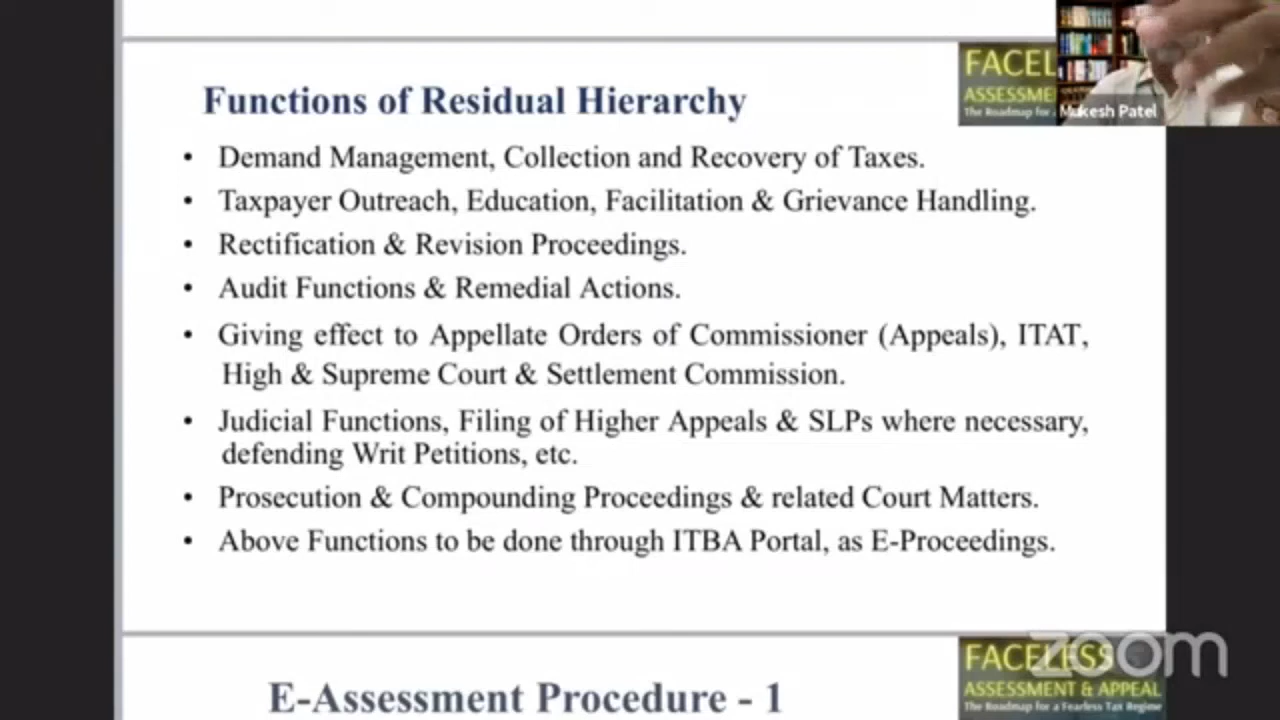 FACEL
ASSESSME
The Roadmap for
Mukesh Patel
Functions of Residual Hierarchy
• Demand Management, Collection and Recovery of Taxes.
• Taxpayer Outreach, Education, Facilitation & Grievance Handling.
• Rectification & Revision Proceedings.
• Audit Functions & Remedial Actions.
• Giving effect to Appellate Orders of Commissioner (Appeals), ITAT,
High & Supreme Court & Settlement Commission.
• Judicial Functions, Filing of Higher Appeals & SLPs where necessary,
defending Writ Petitions, etc.
• Prosecution & Compounding Proceedings & related Court Matters.
• Above Functions to be done through ITBA Portal, as E-Proceedings.
zoom
FACELESS
ASSESSMENT & APPEAL
The Roadmap for a Fearless Tax Regime
E-Assessment Procedure - 1